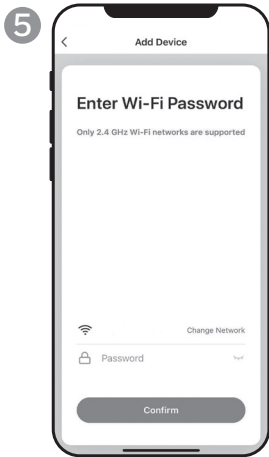 5
Add Device
Enter Wi-Fi Password
Only 2.4 GHz Wi-Fi networks are supported
Change Network
Password
Confirm